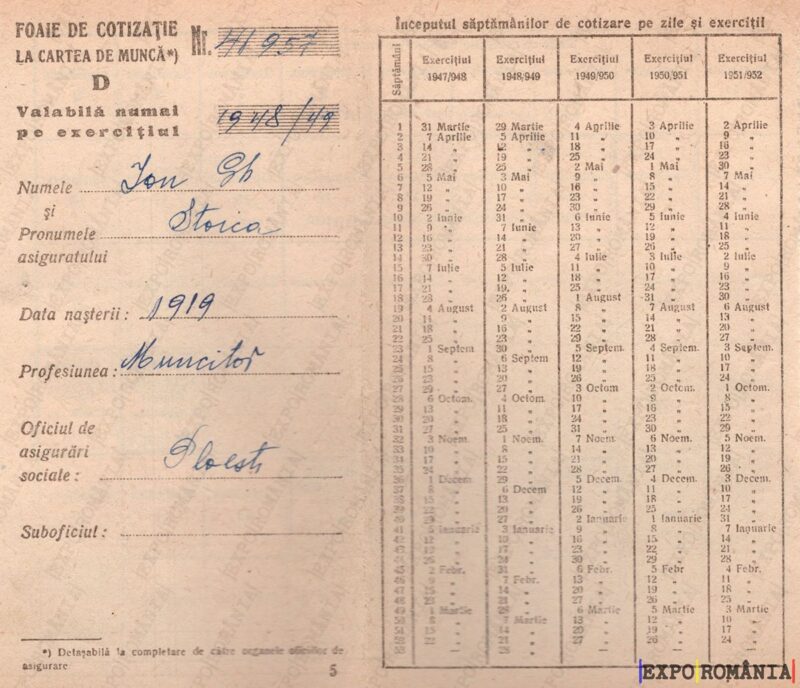 FOAIE DE COTIZAȚIE
LA CARTEA DE MUNCĂ*)
Nr. 41957
D
Valabilă numai
pe exercițiul 1948/49
Numele Ion Gh
și
Pronumele Stoica
asiguratului
Data nașterii : 1919
Profesiunea : Muncitor
Oficiul de
asigurări
sociale : Ploesti
Suboficiul :
*) Detașabilă la completare de către organele oficiilor de
asigurare
5
Începutul săptămânilor de cotizare pe zile și exerciții
Săptămâni Exercițiul Exercițiul Exercițiul Exercițiul Exercițiul
1947/948 1948/949 1949/950 1950/951 1951/952
1 31 Martie 29 Martie 4 Aprilie 3 Aprilie 2 Aprilie
2 7 Aprilie 5 Aprilie 11 „ 10 „ 9 „
3 14 „ 12 „ 18 „ 17 „ 16 „
4 21 „ 19 „ 25 „ 24 „ 23 „
5 28 „ 26 „ 2 Mai 1 Mai 30 „
6 5 Mai 3 Mai 9 „ 8 „ 7 Mai
7 12 „ 10 „ 16 „ 15 „ 14 „
8 19 „ 17 „ 23 „ 22 „ 21 „
9 26 „ 24 „ 30 „ 29 „ 28 „
10 2 Iunie 31 „ 6 Iunie 5 Iunie 4 Iunie
11 9 „ 7 Iunie 13 „ 12 „ 11 „
12 16 „ 14 „ 20 „ 19 „ 18 „
13 23 „ 21 „ 27 „ 26 „ 25 „
14 30 „ 28 „ 4 Iulie 3 Iulie 2 Iulie
15 7 Iulie 5 Iulie 11 „ 10 „ 9 „
16 14 „ 12 „ 18 „ 17 „ 16 „
17 21 „ 19 „ 25 „ 24 „ 23 „
18 28 „ 26 „ 1 August 31 „ 30 „
19 4 August 2 August 8 „ 7 August 6 August
20 11 „ 9 „ 15 „ 14 „ 13 „
21 18 „ 16 „ 22 „ 21 „ 20 „
22 25 „ 23 „ 29 „ 28 „ 27 „
23 1 Septem 30 „ 5 Septem. 4 Septem. 3 Septem.
24 8 „ 6 Septem 12 „ 11 „ 10 „
25 15 „ 13 „ 19 „ 18 „ 17 „
26 22 „ 20 „ 26 „ 25 „ 24 „
27 29 „ 27 „ 3 Octom 2 Octom. 1 Octom.
28 6 Octom. 4 Octom. 10 „ 9 „ 8 „
29 13 „ 11 „ 17 „ 16 „ 15 „
30 20 „ 18 „ 24 „ 23 „ 22 „
31 27 „ 25 „ 31 „ 30 „ 29 „
32 3 Noem. 1 Noem. 7 Noem. 6 Noem. 5 Noem.
33 10 „ 8 „ 14 „ 13 „ 12 „
34 17 „ 15 „ 21 „ 20 „ 19 „
35 24 „ 22 „ 28 „ 27 „ 26 „
36 1 Decem 29 „ 5 Decem. 4 Decem. 3 Decem.
37 8 „ 6 Decem 12 „ 11 „ 10 „
38 15 „ 13 „ 19 „ 18 „ 17 „
39 22 „ 20 „ 26 „ 25 „ 24 „
40 29 „ 27 „ 2 Ianuarie 1 Ianuarie 31 „
41 5 Ianuarie 3 Ianuarie 9 „ 8 „ 7 Ianuarie
42 12 „ 10 „ 16 „ 15 „ 14 „
43 19 „ 17 „ 23 „ 22 „ 21 „
44 26 „ 24 „ 30 „ 29 „ 28 „
45 2 Febr. 31 „ 6 Febr. 5 Febr 4 Febr.
46 9 „ 7 Febr. 13 „ 12 „ 11 „
47 16 „ 14 „ 20 „ 19 „ 18 „
48 23 „ 21 „ 27 „ 26 „ 25 „
49 1 Martie 28 „ 6 Martie 5 Martie 3 Martie
50 8 „ 7 Martie 13 „ 12 „ 10 „
51 15 „ 14 „ 20 „ 19 „ 17 „
52 22 „ 21 „ 27 „ 26 „ 24 „
53 — 28 „ — — —
EXPOROMÂNIA